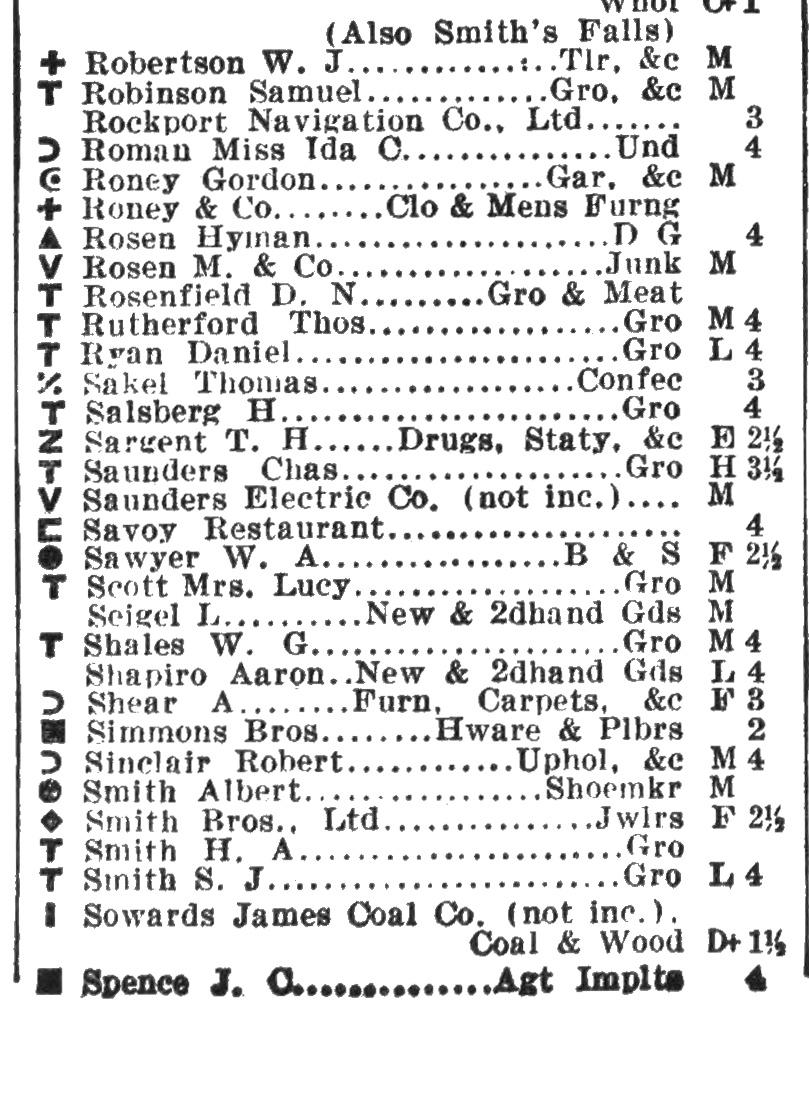 Whol G+1
(Also Smith's Falls)
✚ Robertson W. J..............Tlr, &c M
T Robinson Samuel.............Gro, &c M
Rockport Navigation Co., Ltd....... 3
Ɔ Roman Miss Ida C...............Und 4
Roney Gordon................Gar, &c M
✚ Roney & Co........Clo & Mens Furng
▲ Rosen Hyman.....................D G 4
V Rosen M. & Co..................Junk M
T Rosenfield D. N.........Gro & Meat
T Rutherford Thos.................Gro M 4
T Ryan Daniel......................Gro L 4
⁒ Sakel Thomas.................Confec 3
T Salsberg H.......................Gro 4
Z Sargent T. H......Drugs, Staty, &c E 2½
T Saunders Chas...................Gro H 3½
V Saunders Electric Co. (not inc.).... M
⊏ Savoy Restaurant.................... 4
● Sawyer W. A................B & S F 2½
T Scott Mrs. Lucy..................Gro M
Seigel L..........New & 2dhand Gds M
T Shales W. G.....................Gro M 4
Shapiro Aaron..New & 2dhand Gds L 4
Ɔ Shear A........Furn, Carpets, &c F 3
■ Simmons Bros........Hware & Plbrs 2
Ɔ Sinclair Robert............Uphol, &c M 4
Smith Albert................Shoemkr M
◆ Smith Bros., Ltd..............Jwlrs F 2½
T Smith H. A......................Gro
T Smith S. J........................Gro L 4
I Sowards James Coal Co. (not inc.).
Coal & Wood D+ 1½
■ Spence J. C..............Agt Implts 4